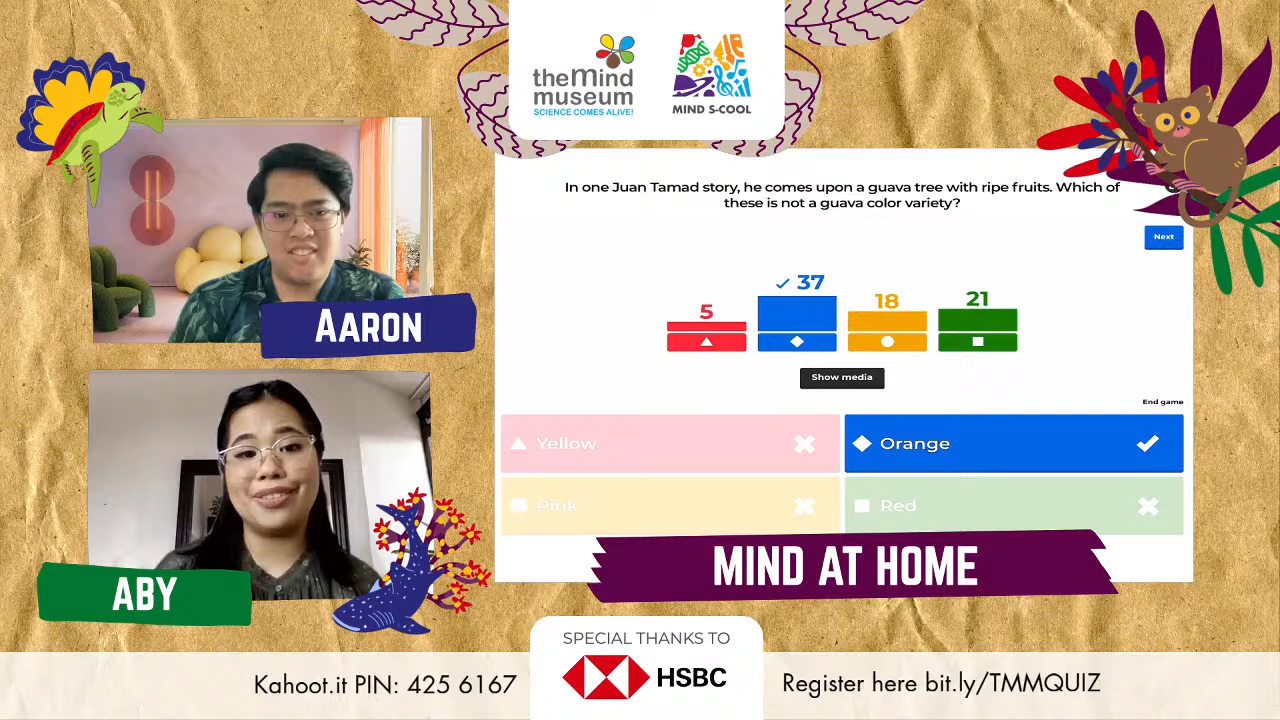 theMind
museum
SCIENCE COMES ALIVE!
MIND S-COOL
In one Juan Tamad story, he comes upon a guava tree with ripe fruits. Which of
these is not a guava color variety?
Next
5
37
18
21
Show media
End game
Yellow
Orange
Pink
Red
AARON
ABY
MIND AT HOME
SPECIAL THANKS TO
HSBC
Kahoot.it PIN: 425 6167
Register here bit.ly/TMMQUIZ